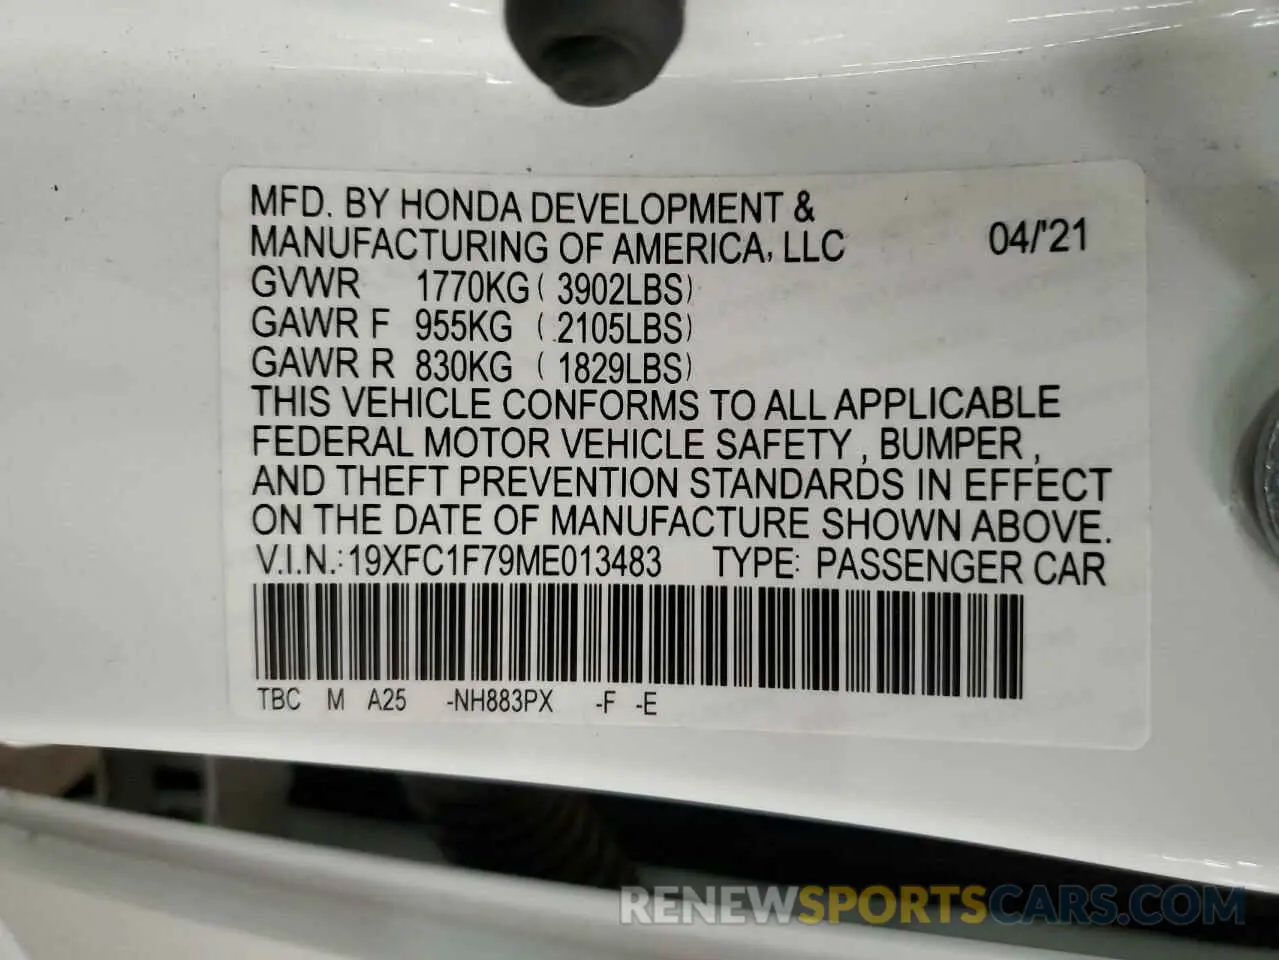 MFD. BY HONDA DEVELOPMENT &
MANUFACTURING OF AMERICA, LLC 04/'21
GVWR 1770KG ( 3902LBS)
GAWR F 955KG ( 2105LBS)
GAWR R 830KG ( 1829LBS)
THIS VEHICLE CONFORMS TO ALL APPLICABLE
FEDERAL MOTOR VEHICLE SAFETY , BUMPER ,
AND THEFT PREVENTION STANDARDS IN EFFECT
ON THE DATE OF MANUFACTURE SHOWN ABOVE.
V.I.N.: 19XFC1F79ME013483 TYPE: PASSENGER CAR
TBC M A25 -NH883PX -F -E
RENEWSPORTSCARS.COM